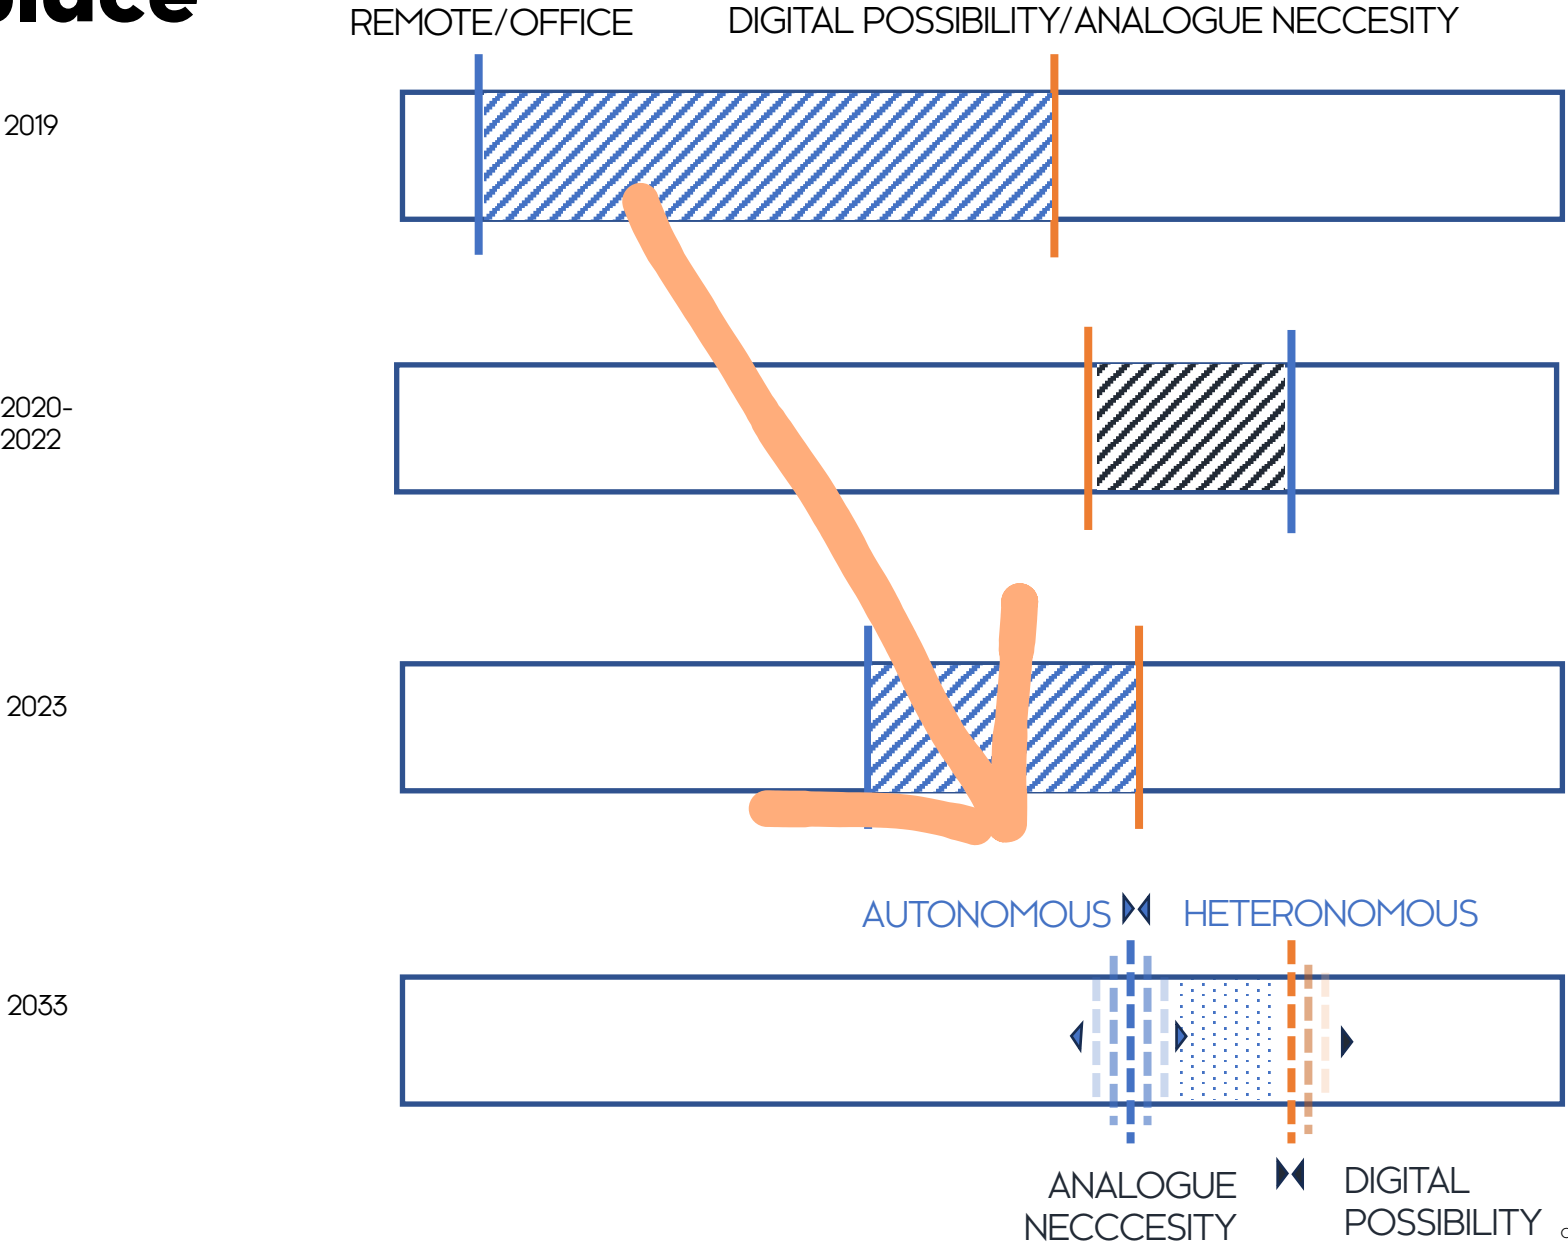 REMOTE/OFFICE
DIGITAL POSSIBILITY/ANALOGUE NECCESITY
2019
2020-
2022
2023
AUTONOMOUS
HETERONOMOUS
2033
ANALOGUE
NECCCESITY
DIGITAL
POSSIBILITY